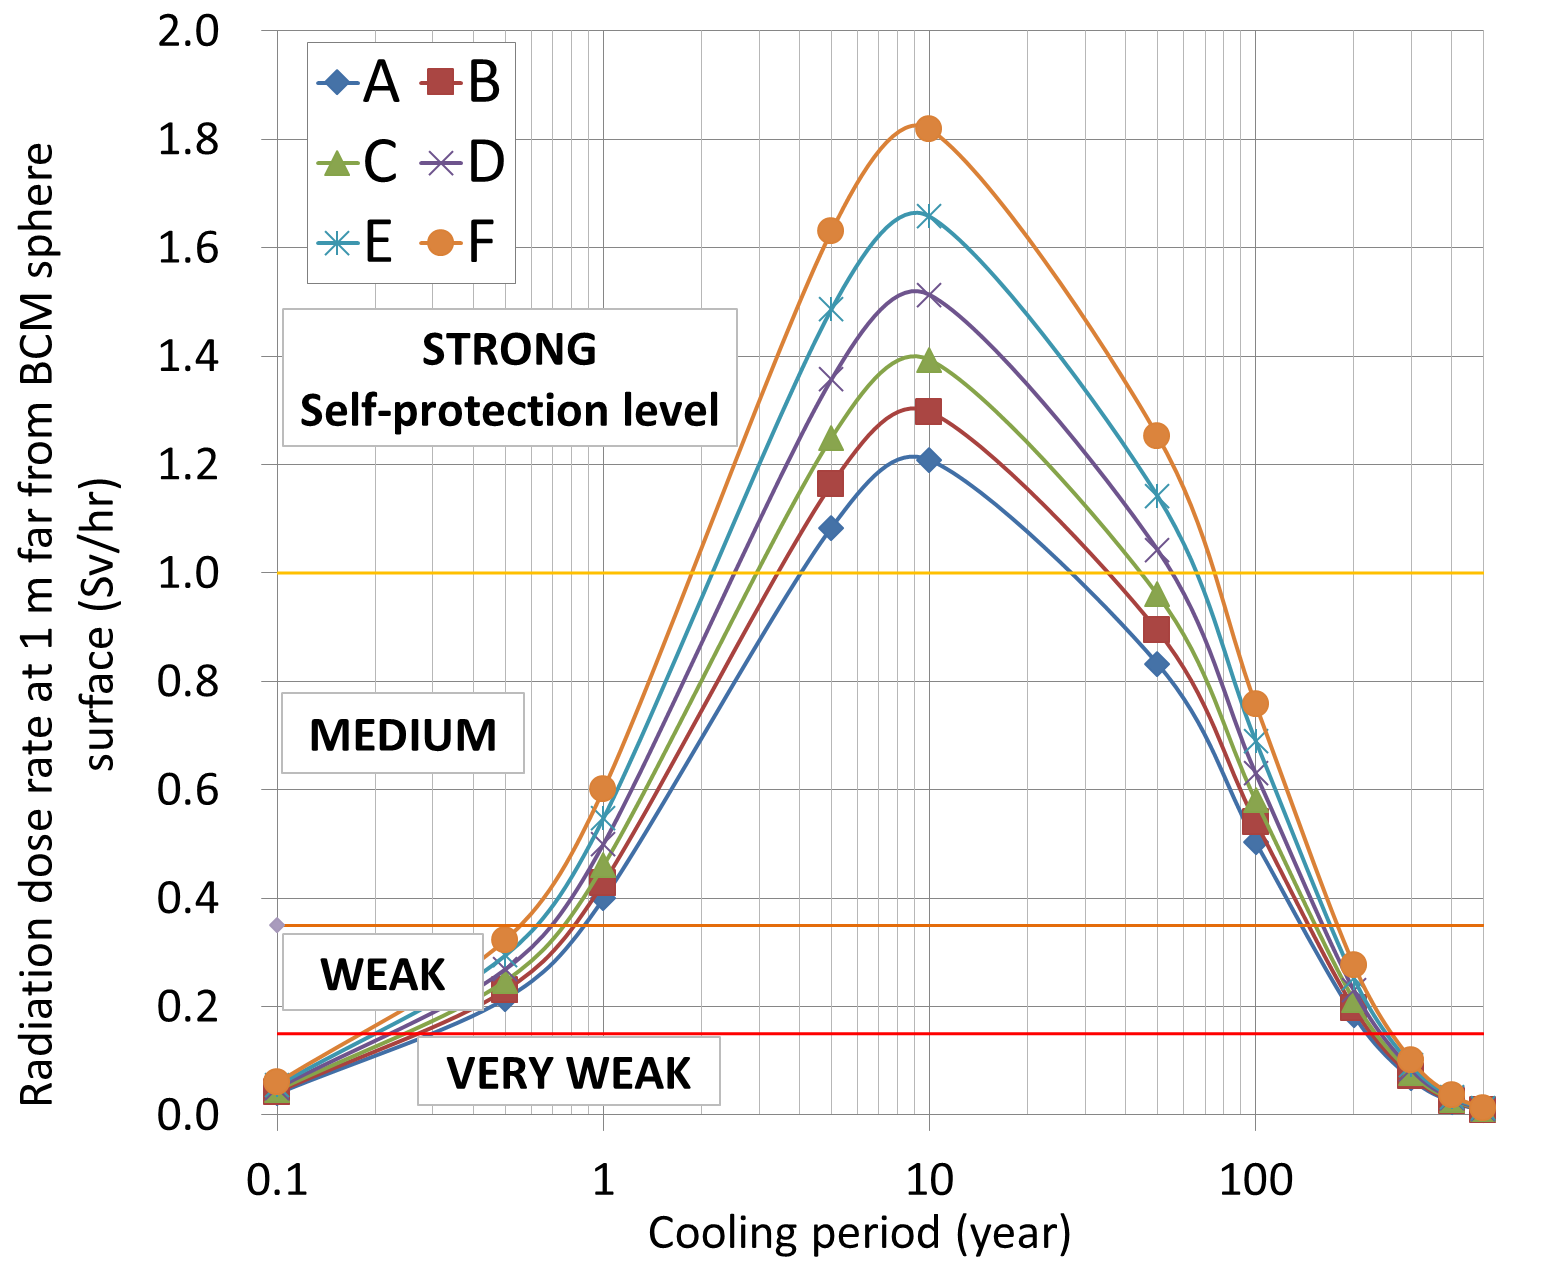 Radiation dose rate at 1 m far from BCM sphere
surface (Sv/hr)
2.0
1.8
1.6
1.4
1.2
1.0
0.8
0.6
0.4
0.2
0.0
A B
C D
E F
STRONG
Self-protection level
MEDIUM
WEAK
VERY WEAK
0.1 1 10 100
Cooling period (year)